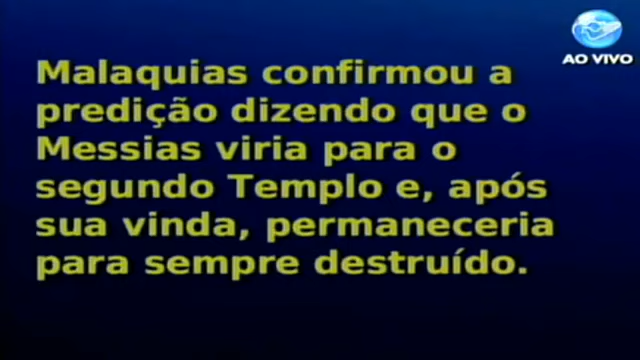 AO VIVO
Malaquias confirmou a
predição dizendo que o
Messias viria para o
segundo Templo e, após
sua vinda, permaneceria
para sempre destruído.